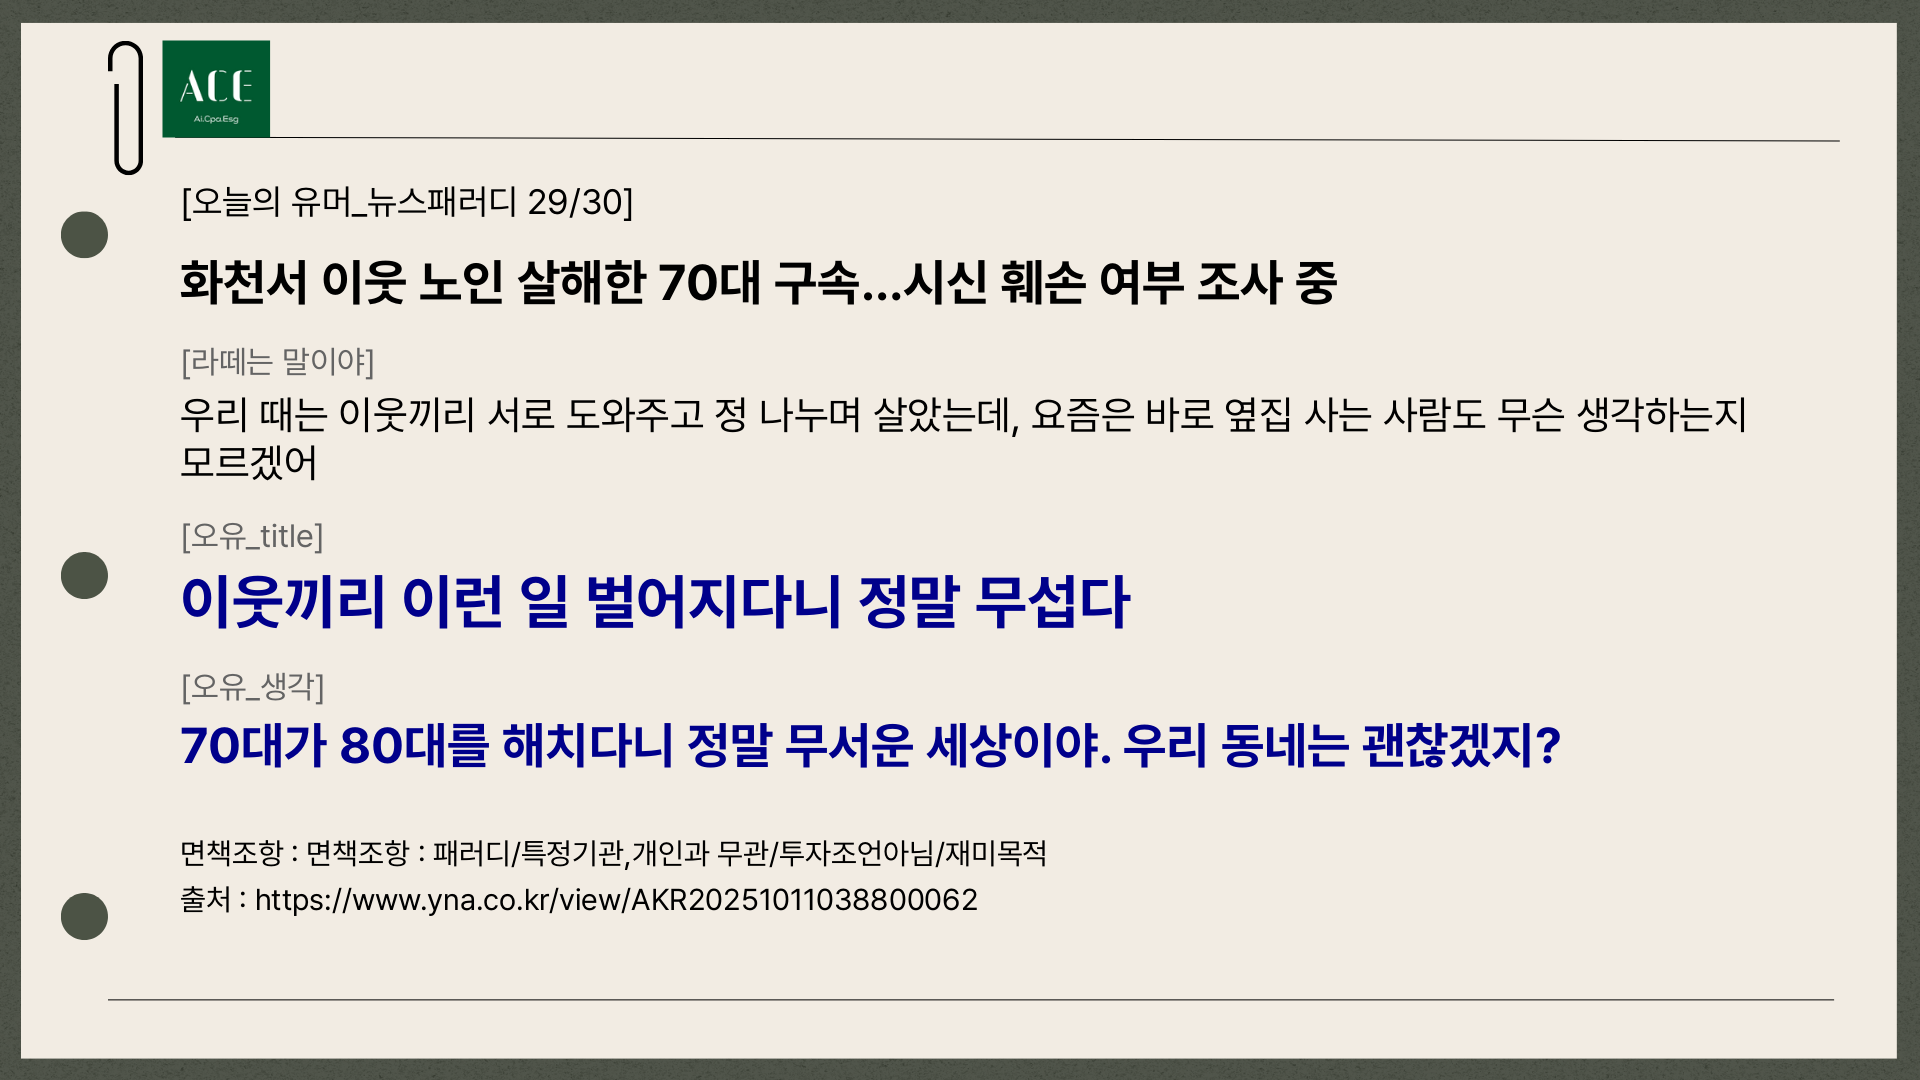 ACE
Ai.Cpa.Esg
[오늘의 유머_뉴스패러디 29/30]
화천서 이웃 노인 살해한 70대 구속...시신 훼손 여부 조사 중
[라떼는 말이야]
우리 때는 이웃끼리 서로 도와주고 정 나누며 살았는데, 요즘은 바로 옆집 사는 사람도 무슨 생각하는지
모르겠어
[오유_title]
이웃끼리 이런 일 벌어지다니 정말 무섭다
[오유_생각]
70대가 80대를 해치다니 정말 무서운 세상이야. 우리 동네는 괜찮겠지?
면책조항 : 면책조항 : 패러디/특정기관,개인과 무관/투자조언아님/재미목적
출처 : https://www.yna.co.kr/view/AKR20251011038800062